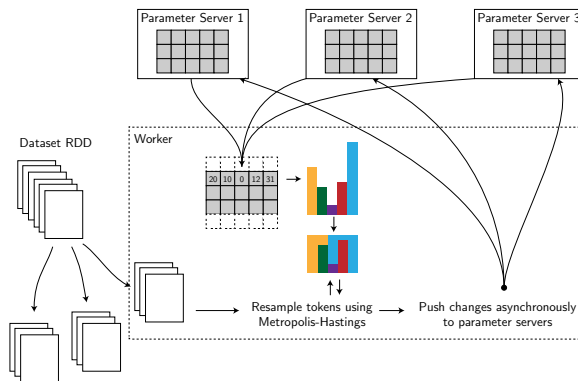 Parameter Server 1
Parameter Server 2
Parameter Server 3
Dataset RDD
Worker
20 10 0 12 31
Resample tokens using
Metropolis-Hastings
Push changes asynchronously
to parameter servers